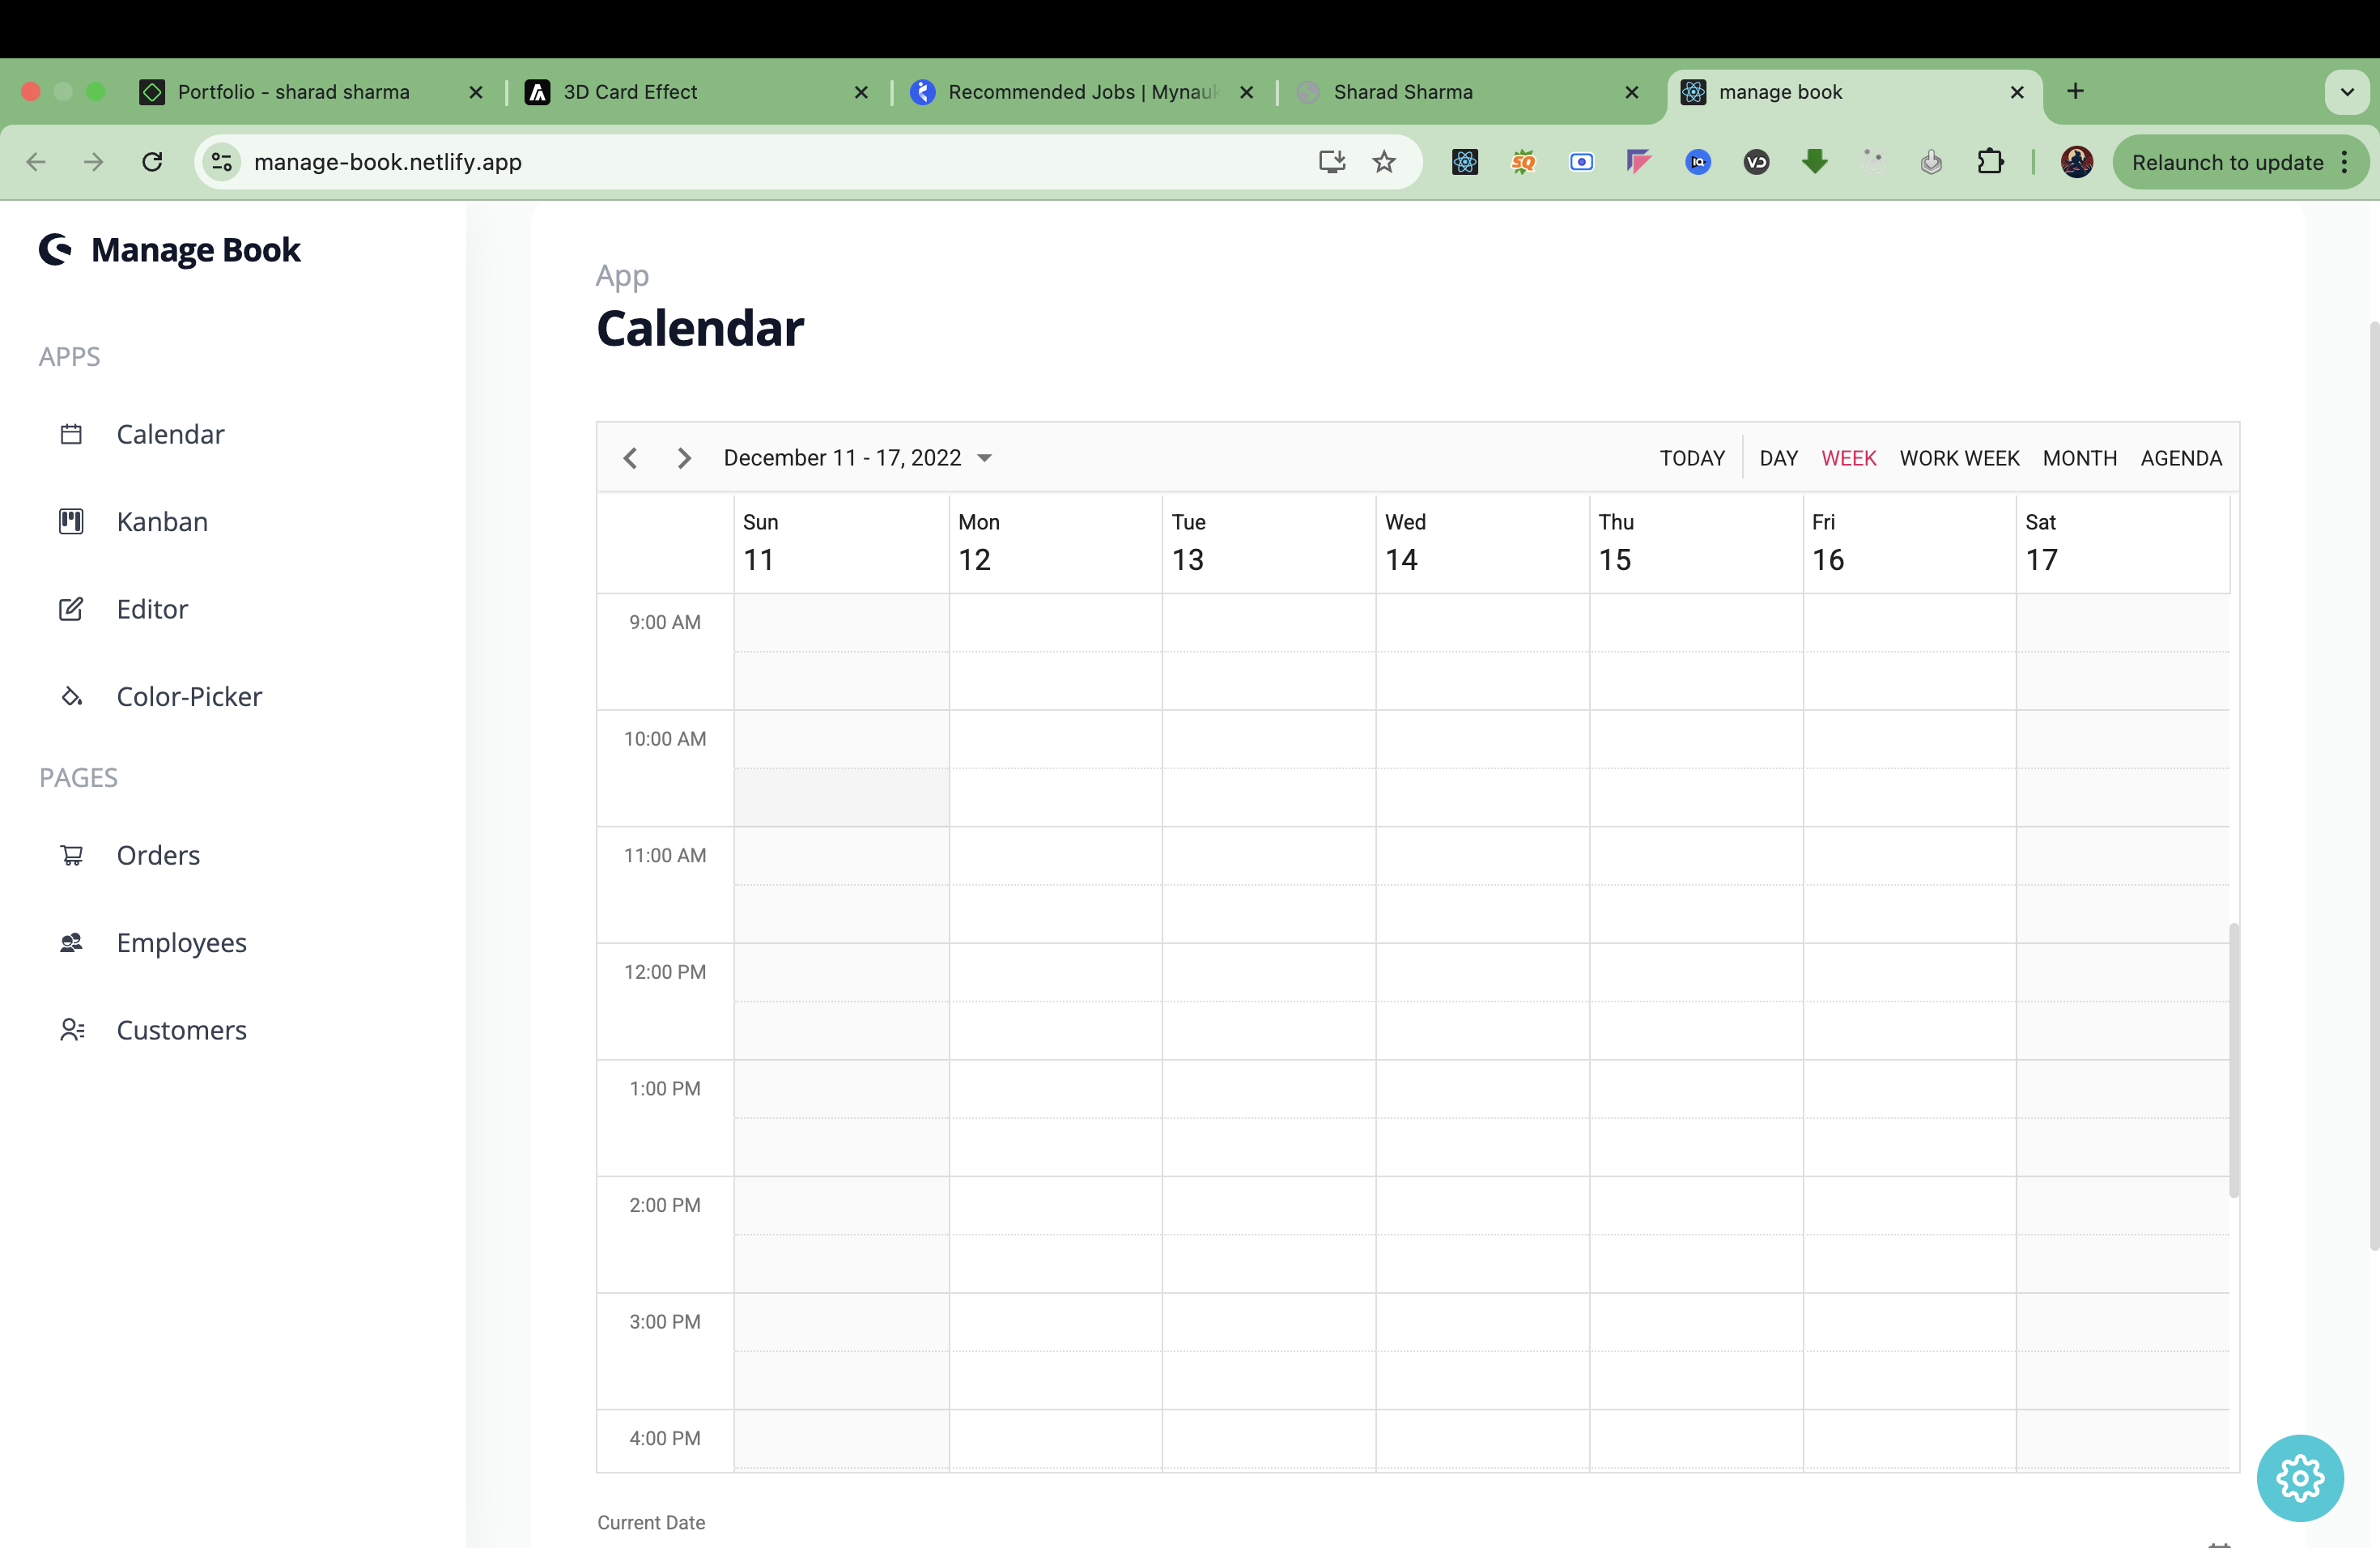 Portfolio - sharad sharma
3D Card Effect
Recommended Jobs | Mynauk
Sharad Sharma
manage book
manage-book.netlify.app
Relaunch to update
Manage Book
APPS
Calendar
Kanban
Editor
Color-Picker
PAGES
Orders
Employees
Customers
App
Calendar
December 11 - 17, 2022
TODAY DAY WEEK WORK WEEK MONTH AGENDA
Sun Mon Tue Wed Thu Fri Sat
11 12 13 14 15 16 17
9:00 AM
10:00 AM
11:00 AM
12:00 PM
1:00 PM
2:00 PM
3:00 PM
4:00 PM
Current Date